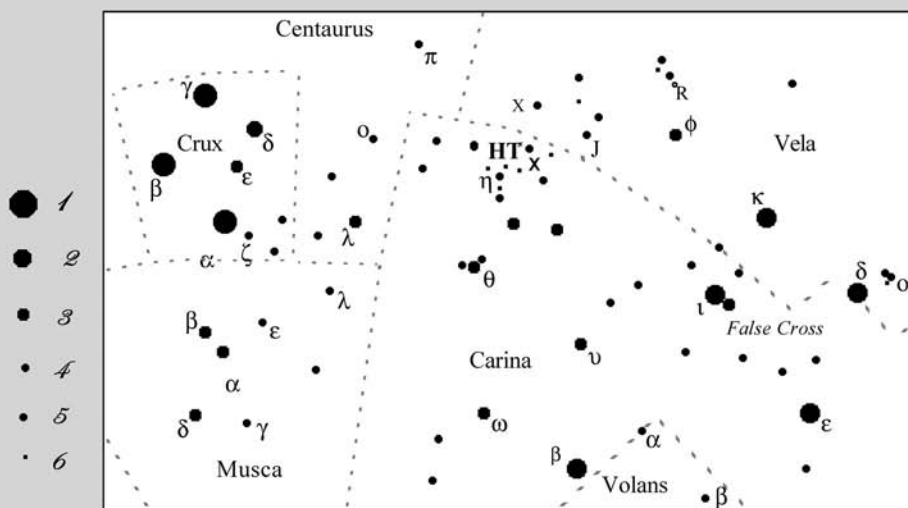 Centaurus
π
γ
X
R
Crux
δ
ο
HT
x
J
φ
Vela
β
ε
η
1
κ
λ
α
ζ
2
θ
δ
ο
3
λ
ι
β
ε
False Cross
4
α
Carina
υ
5
δ
γ
ω
α
ε
6
Musca
β
Volans
β